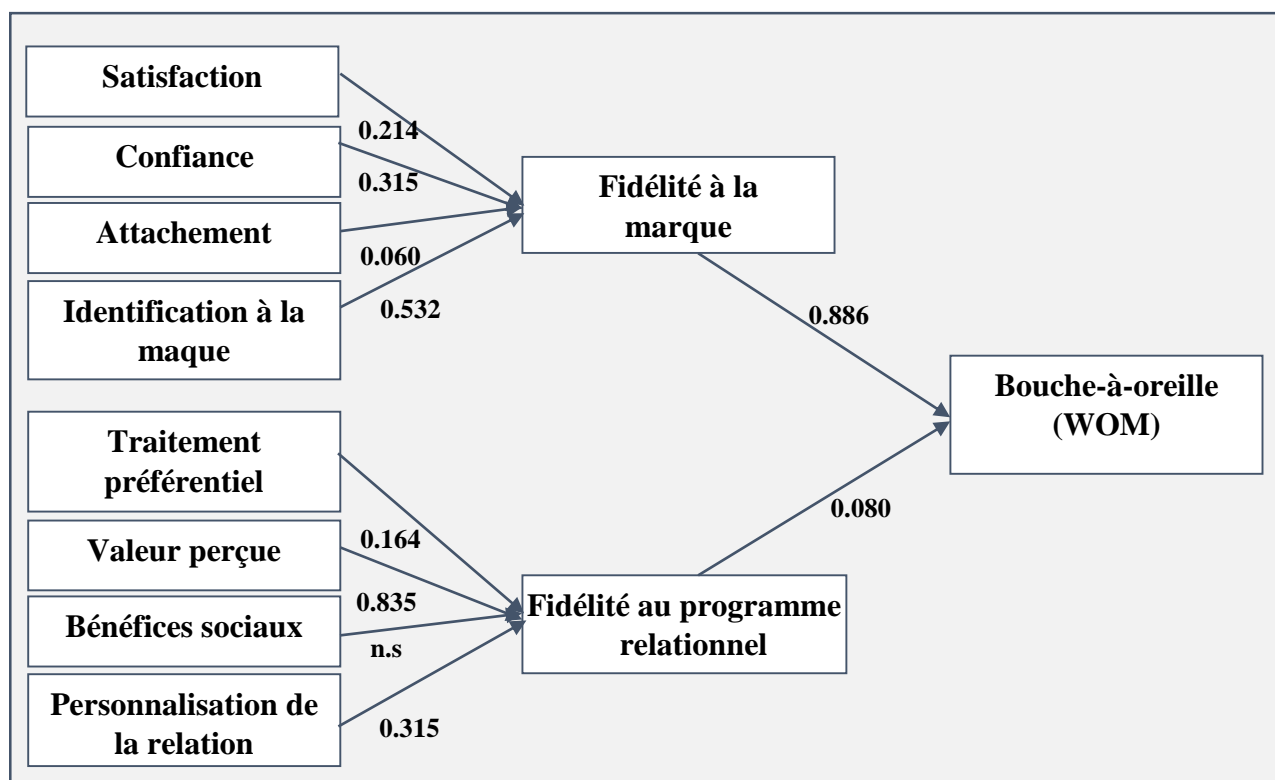 Satisfaction
0.214
Confiance
0.315
Attachement
0.060
Identification à la
maque
0.532
Fidélité à la
marque
0.886
Bouche-à-oreille
(WOM)
Traitement
préférentiel
0.164
Valeur perçue
0.835
Bénéfices sociaux
n.s
Personnalisation de
la relation
0.315
Fidélité au programme
relationnel
0.080